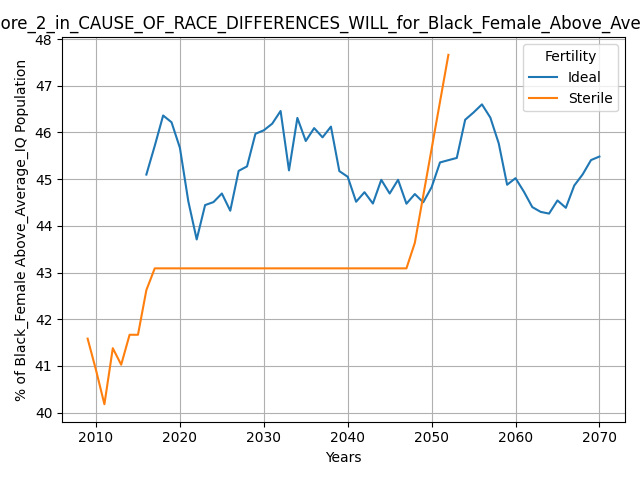 ore_2_in_CAUSE_OF_RACE_DIFFERENCES_WILL_for_Black_Female_Above_Ave
48
47
46
45
44
43
42
41
40
% of Black_Female Above_Average_IQ Population
Fertility
Ideal
Sterile
2010 2020 2030 2040 2050 2060 2070
Years